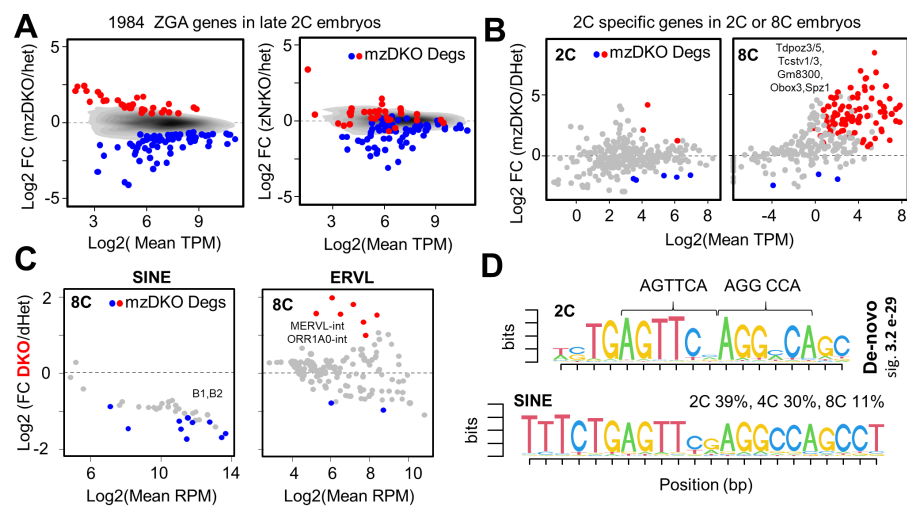 A
1984 ZGA genes in late 2C embryos
5
0
-5
3
6
9
Log2 FC (mzDKO/het)
Log2( Mean TPM)
mzDKO Degs
5
0
-5
3
6
9
Log2 FC (zNrKO/het)
Log2(Mean TPM)
B
2C specific genes in 2C or 8C embryos
2C
mzDKO Degs
5
0
0
2
4
6
8
Log2 FC (mzDKO/DHet)
8C
Tdpoz3/5,
Tcstv1/3,
Gm8300,
Obox3,Spz1
-4
0
4
8
Log2(Mean TPM)
C
SINE
8C
mzDKO Degs
2
0
-2
B1,B2
6
10
14
Log2 (FC DKO/dHet)
Log2(Mean RPM)
ERVL
8C
MERVL-int
ORR1A0-int
4
6
8
10
Log2(Mean RPM)
D
AGTTCA AGG CCA
2C
bits
TGAGTTC AGG CAGC
De-novo
sig. 3.2 e-29
SINE
2C 39%, 4C 30%, 8C 11%
bits
TTTCTGAGTTCGAGGCCAGCCT
Position (bp)